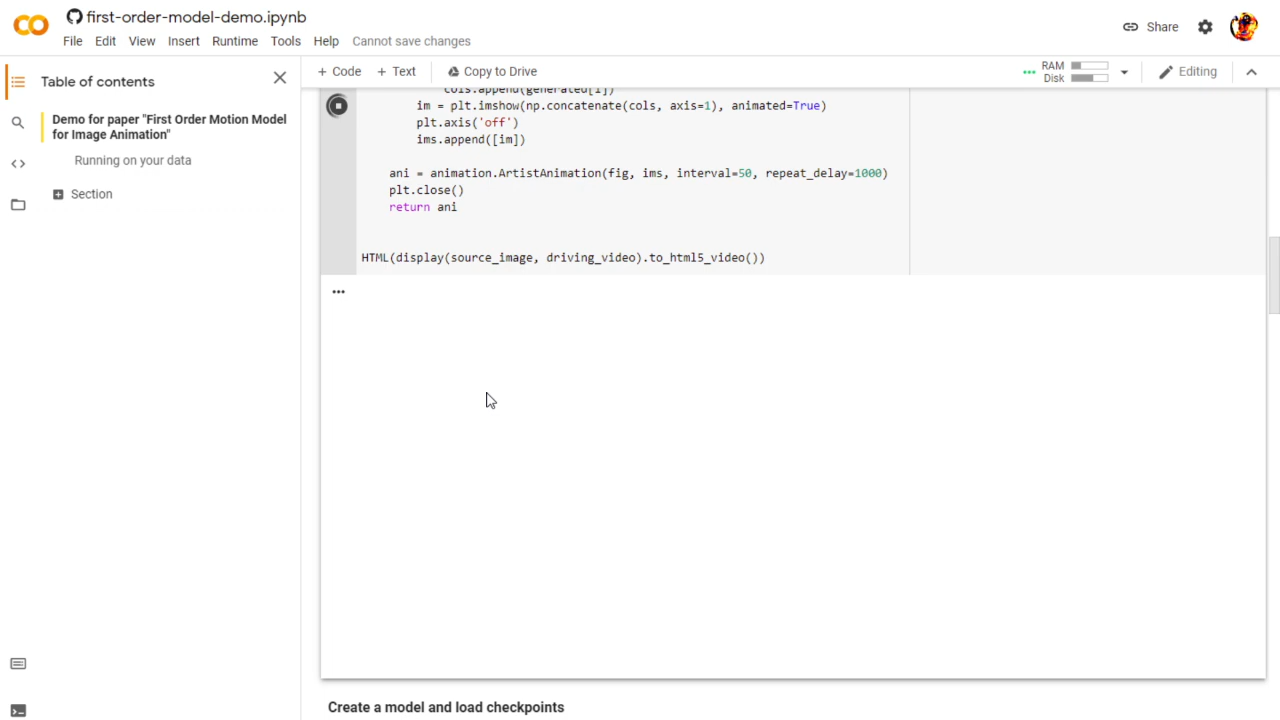 first-order-model-demo.ipynb
File Edit View Insert Runtime Tools Help Cannot save changes
Share
+ Code + Text Copy to Drive
RAM
Disk
Editing
Table of contents
Demo for paper "First Order Motion Model
for Image Animation"
Running on your data
Section
cols.append(generated[i])
im = plt.imshow(np.concatenate(cols, axis=1), animated=True)
plt.axis('off')
ims.append([im])
ani = animation.ArtistAnimation(fig, ims, interval=50, repeat_delay=1000)
plt.close()
return ani
HTML(display(source_image, driving_video).to_html5_video())
Create a model and load checkpoints